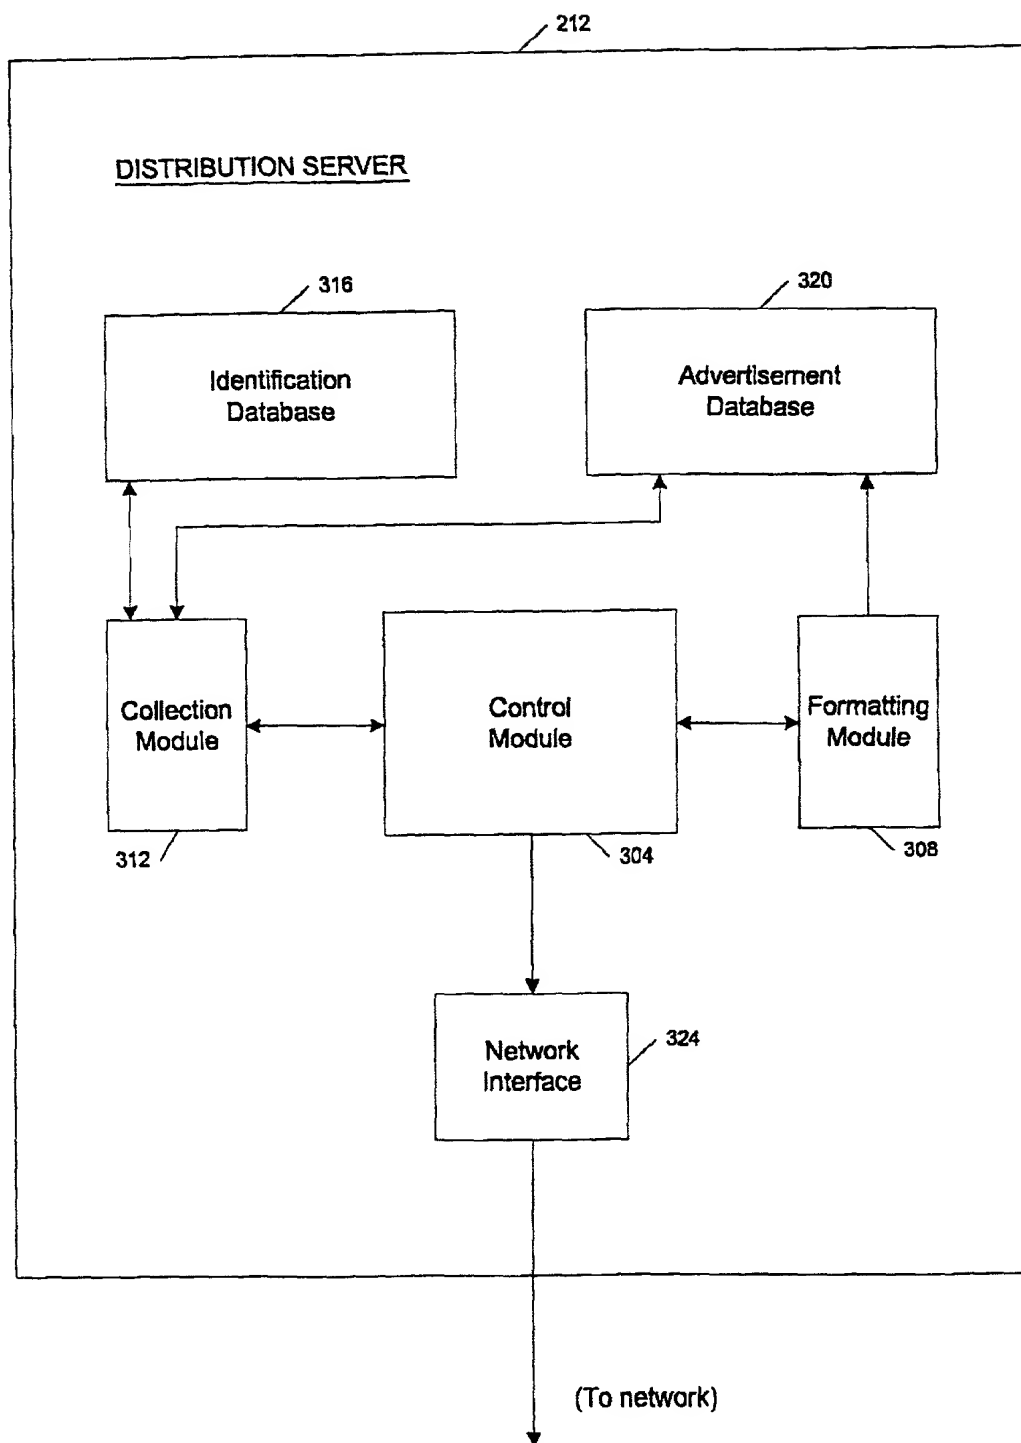 212
DISTRIBUTION SERVER
316
320
Identification
Database
Advertisement
Database
Collection
Module
Control
Module
Formatting
Module
312
304
308
Network
Interface
324
(To network)